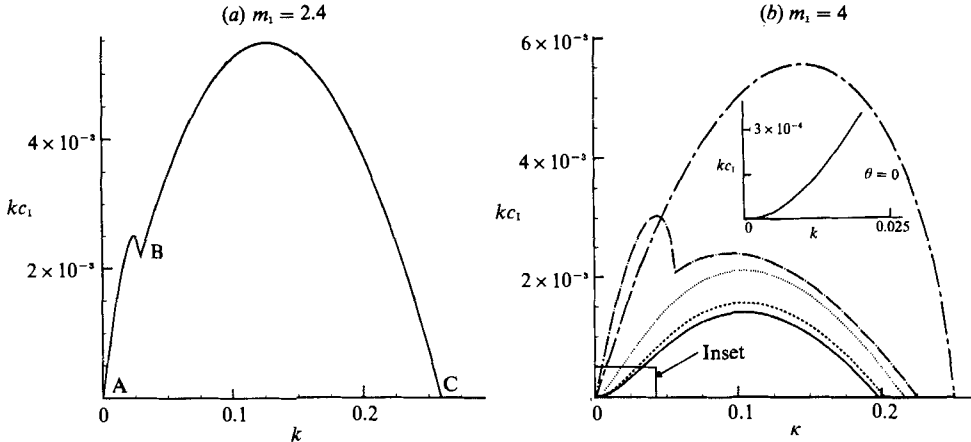 (a) m₁ = 2.4
4 × 10⁻³
kc₁
2 × 10⁻³
A
B
C
0
0.1
0.2
k
(b) m₁ = 4
6 × 10⁻³
4 × 10⁻³
kc₁
2 × 10⁻³
3 × 10⁻⁴
kc₁
θ = 0
0
k
0.025
Inset
0
0.1
0.2
κ